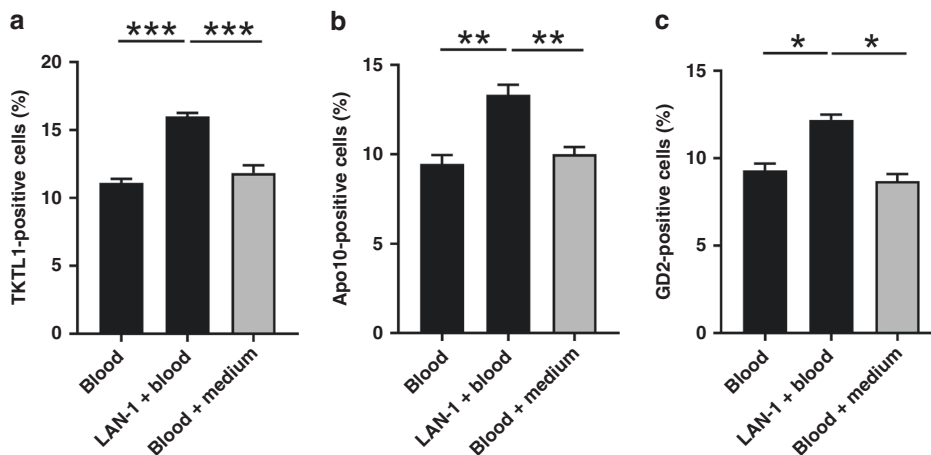 a
*** ***
TKTL1-positive cells (%)
20
15
10
5
0
Blood
LAN-1 + blood
Blood + medium
b
** **
Apo10-positive cells (%)
15
10
5
0
Blood
LAN-1 + blood
Blood + medium
c
* *
GD2-positive cells (%)
15
10
5
0
Blood
LAN-1 + blood
Blood + medium